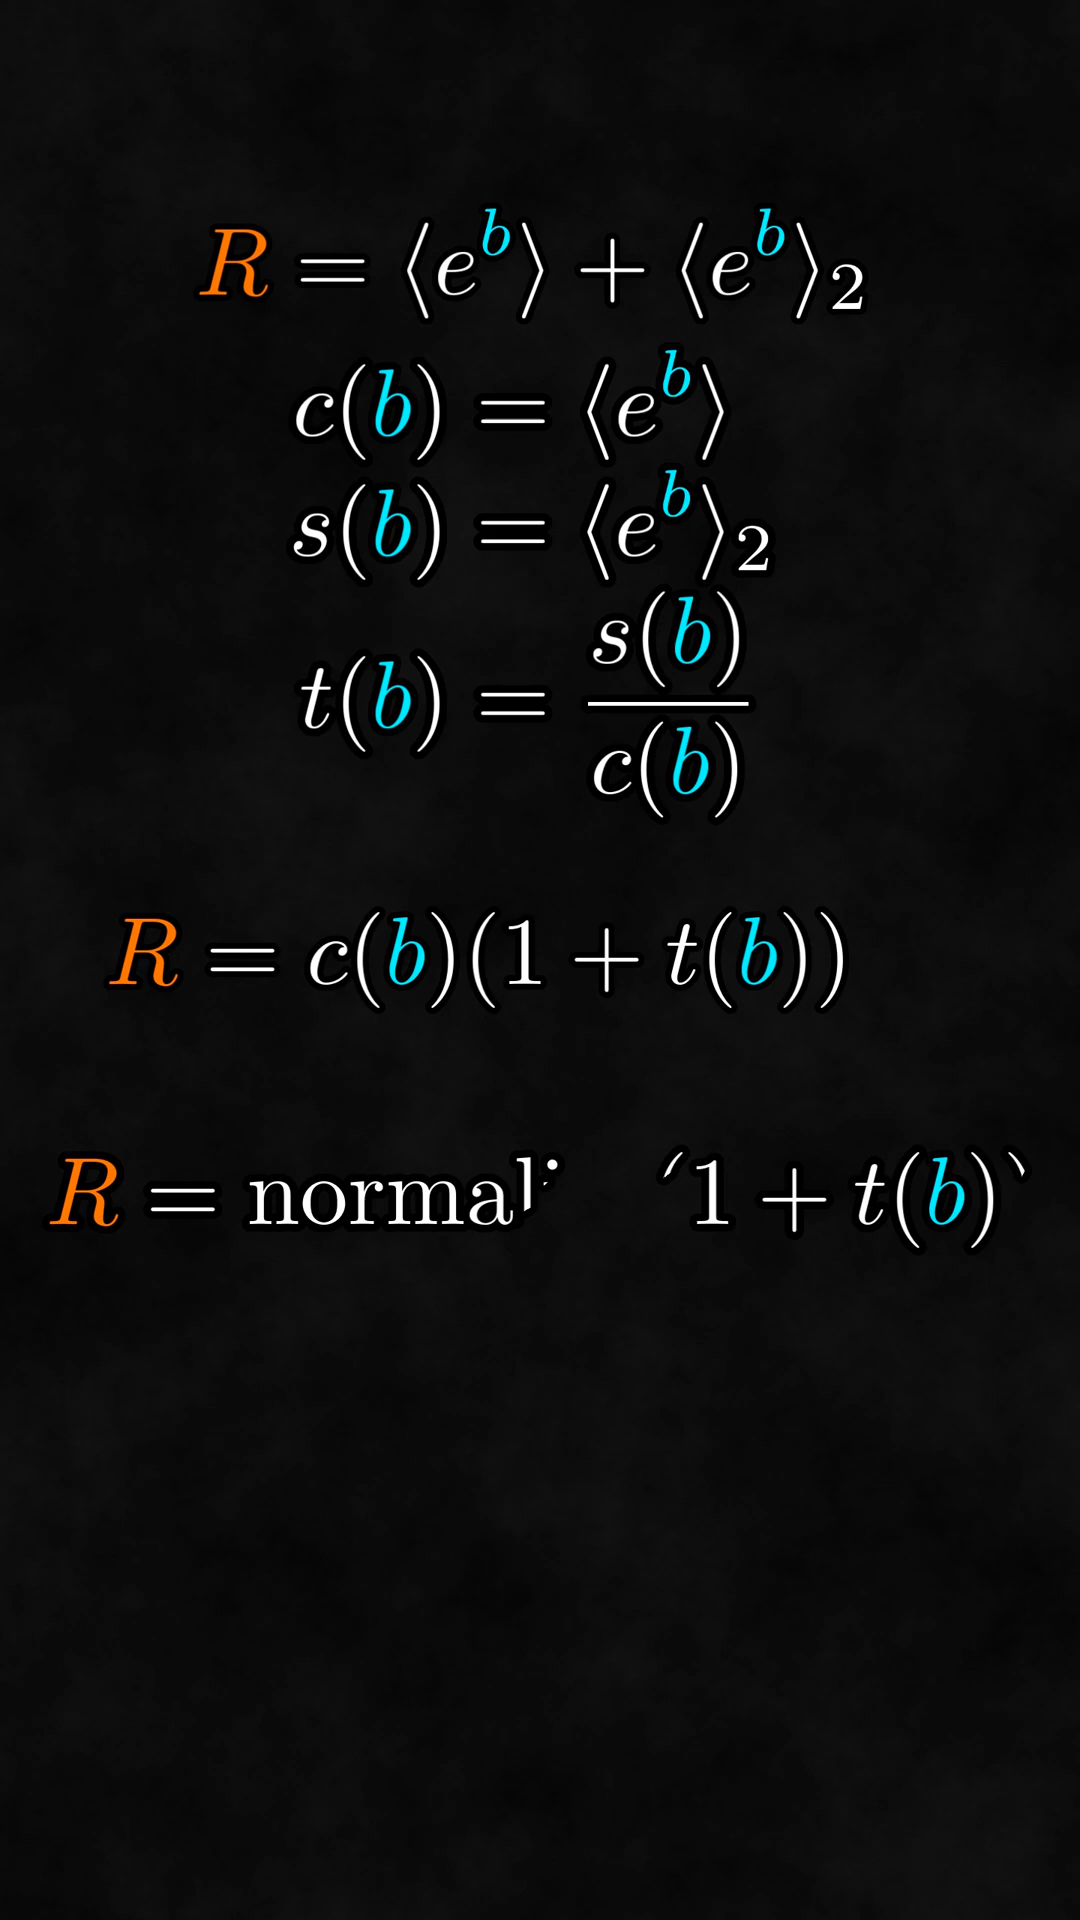 R = ⟨e^b⟩ + ⟨e^b⟩₂
c(b) = ⟨e^b⟩
s(b) = ⟨e^b⟩₂
t(b) = s(b)/c(b)
R = c(b)(1 + t(b))
R = 1 + t(b)